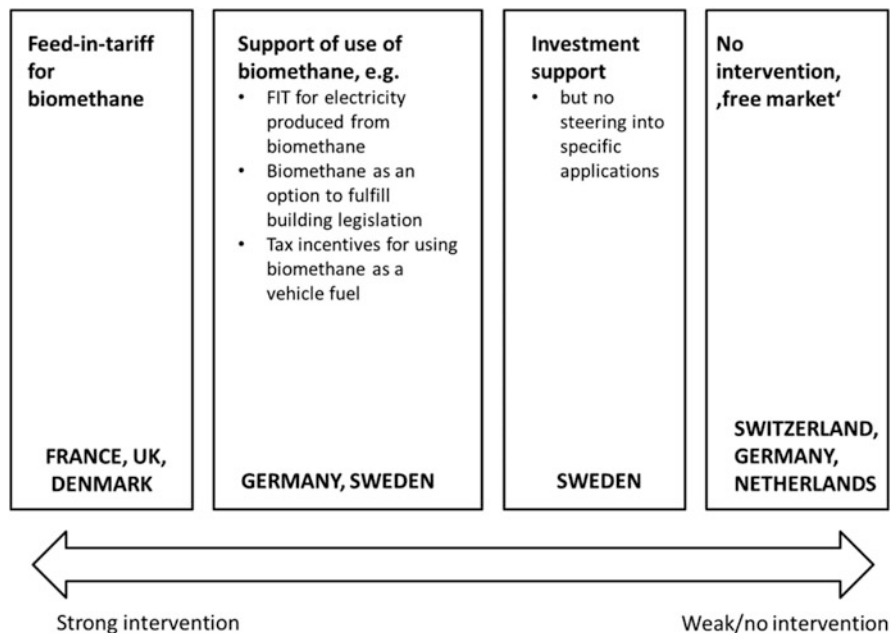 Feed-in-tariff
for
biomethane
FRANCE, UK,
DENMARK
Support of use of
biomethane, e.g.
• FIT for electricity
produced from
biomethane
• Biomethane as an
option to fulfill
building legislation
• Tax incentives for using
biomethane as a
vehicle fuel
GERMANY, SWEDEN
Investment
support
• but no
steering into
specific
applications
SWEDEN
No
intervention,
‚free market‘
SWITZERLAND,
GERMANY,
NETHERLANDS
Strong intervention
Weak/no intervention